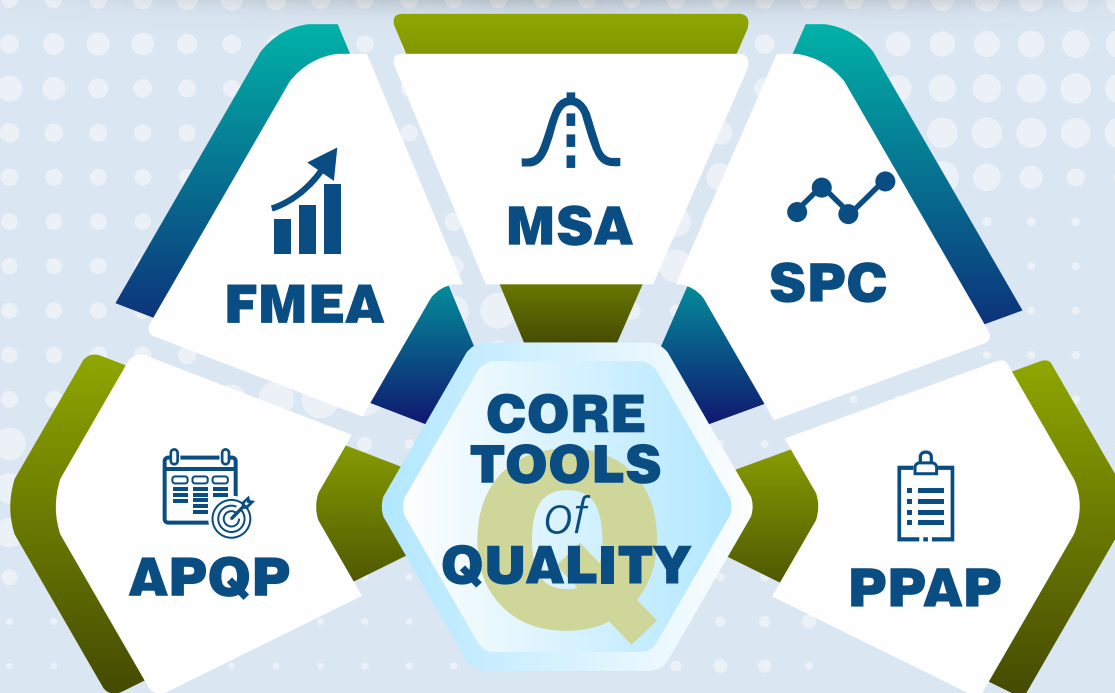 MSA
FMEA
SPC
CORE
TOOLS
of
QUALITY
APQP
PPAP